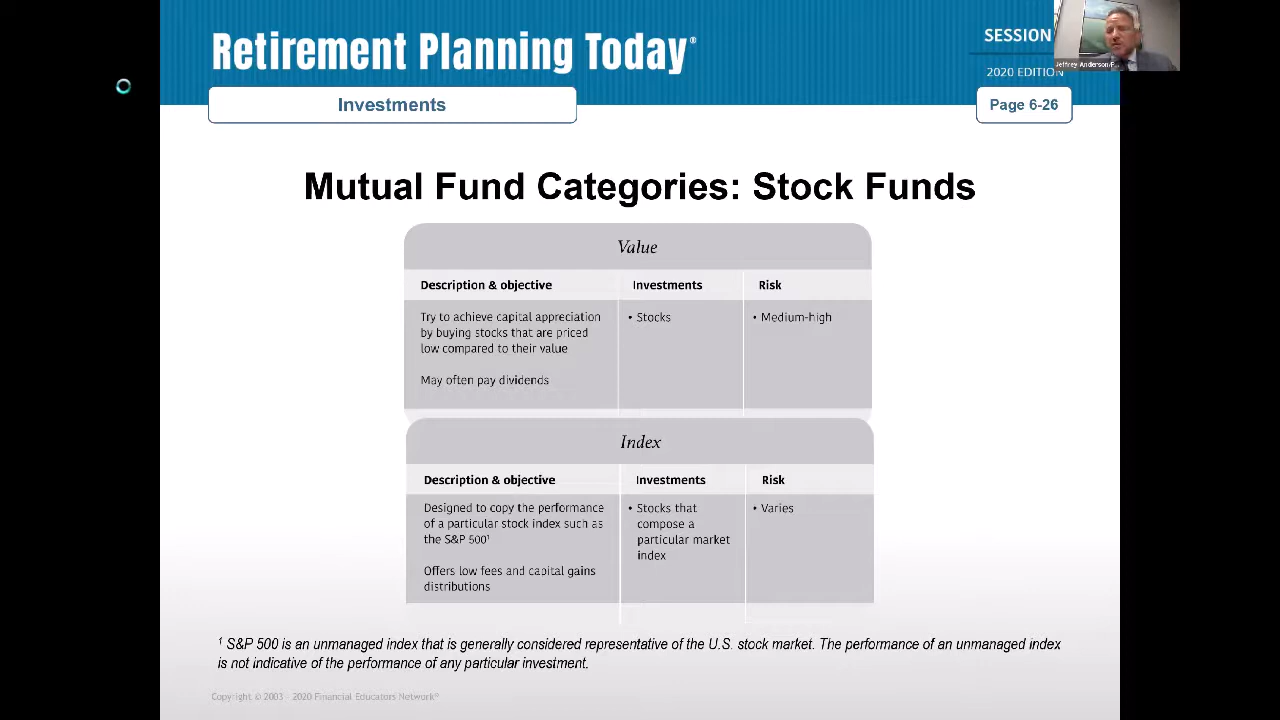 Retirement Planning Today®
SESSION
Jeffrey Anderson/F...
2020 EDITION
Investments
Page 6-26
Mutual Fund Categories: Stock Funds
Value
Description & objective
Investments
Risk
Try to achieve capital appreciation
by buying stocks that are priced
low compared to their value
May often pay dividends
• Stocks
• Medium-high
Index
Description & objective
Investments
Risk
Designed to copy the performance
of a particular stock index such as
the S&P 500¹
Offers low fees and capital gains
distributions
• Stocks that
compose a
particular market
index
• Varies
¹ S&P 500 is an unmanaged index that is generally considered representative of the U.S. stock market. The performance of an unmanaged index
is not indicative of the performance of any particular investment.
Copyright © 2003 - 2020 Financial Educators Network®